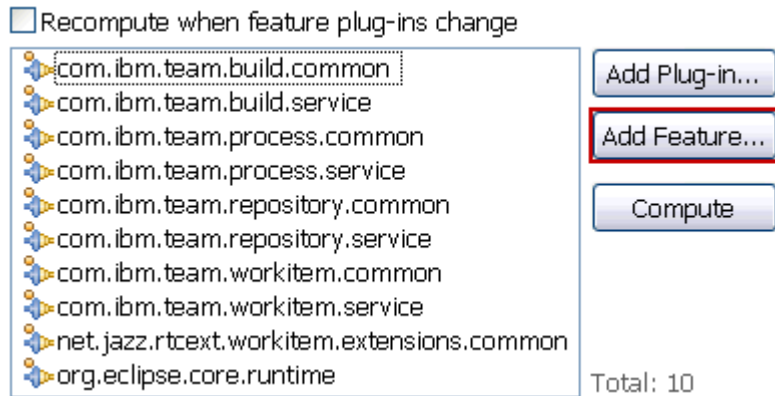 Recompute when feature plug-ins change
com.ibm.team.build.common
com.ibm.team.build.service
com.ibm.team.process.common
com.ibm.team.process.service
com.ibm.team.repository.common
com.ibm.team.repository.service
com.ibm.team.workitem.common
com.ibm.team.workitem.service
net.jazz.rtcext.workitem.extensions.common
org.eclipse.core.runtime
Add Plug-in...
Add Feature...
Compute
Total: 10